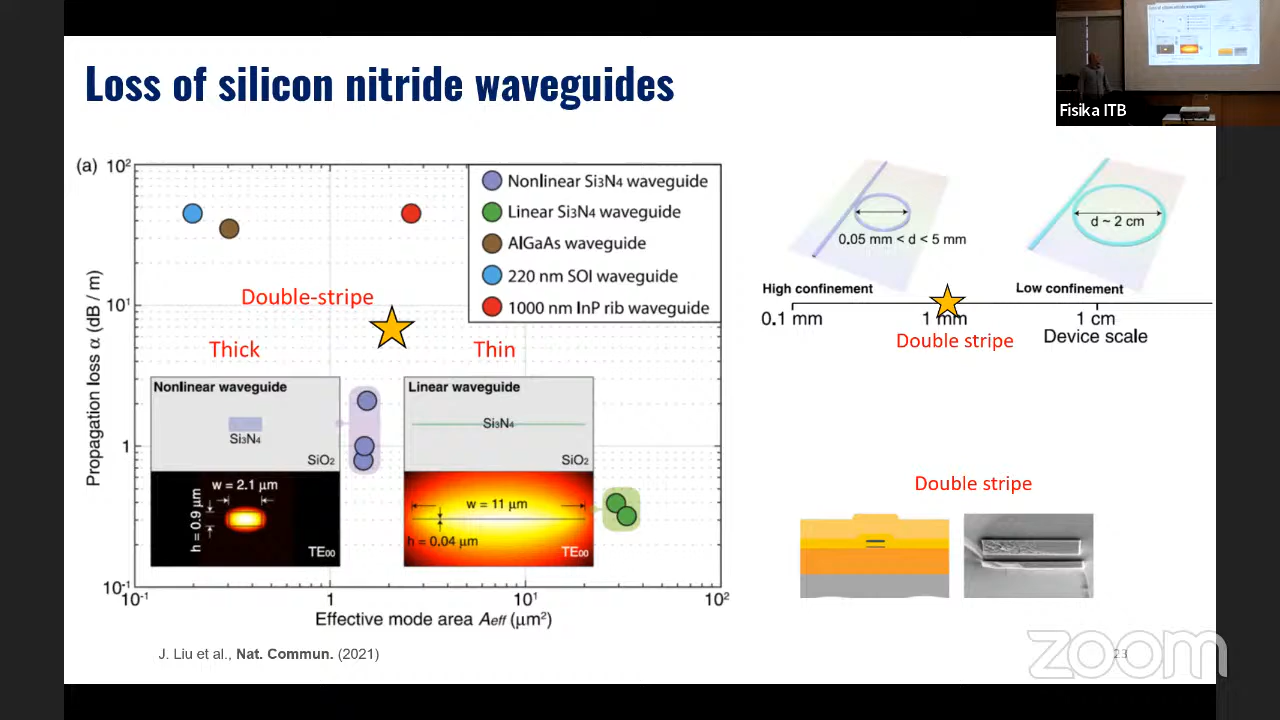 Loss of silicon nitride waveguides
Fisika ITB
(a)
10²
10¹
1
10⁻¹
Propagation loss α (dB / m)
10⁻¹
1
10¹
10²
Effective mode area Aeff (μm²)
Nonlinear Si₃N₄ waveguide
Linear Si₃N₄ waveguide
AlGaAs waveguide
220 nm SOI waveguide
1000 nm InP rib waveguide
Double-stripe
Thick
Thin
Nonlinear waveguide
Si₃N₄
SiO₂
w = 2.1 μm
h = 0.9 μm
TE₀₀
Linear waveguide
Si₃N₄
SiO₂
w = 11 μm
h = 0.04 μm
TE₀₀
0.05 mm < d < 5 mm
d ~ 2 cm
High confinement
Low confinement
0.1 mm
1 mm
1 cm
Double stripe
Device scale
Double stripe
J. Liu et al., Nat. Commun. (2021)
23
zoom